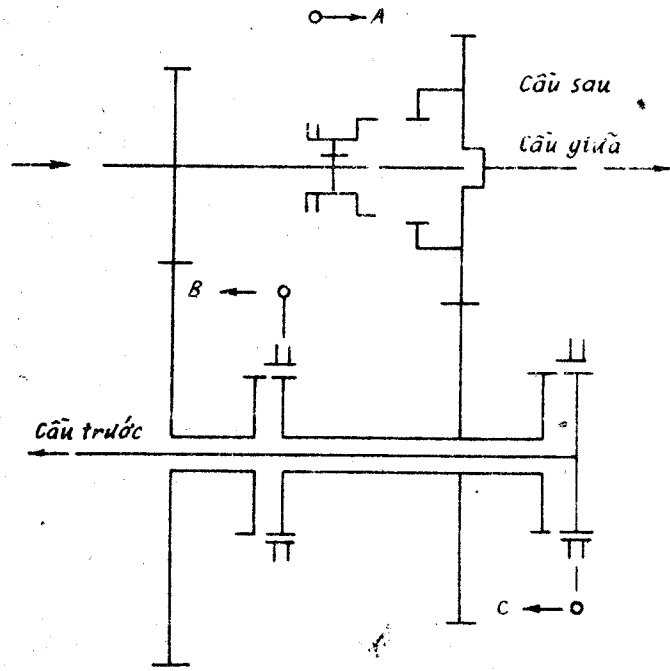 A
Cầu sau
Cầu giữa
B
Cầu trước
C